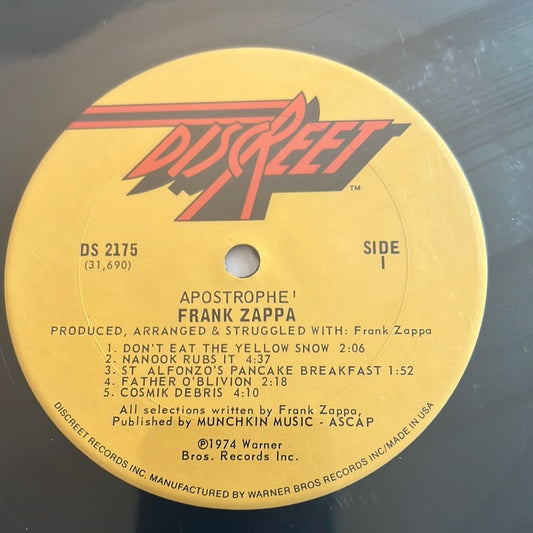 DISCREET
TM
DS 2175
(31,690)
SIDE
1
APOSTROPHE'
FRANK ZAPPA
PRODUCED, ARRANGED & STRUGGLED WITH: Frank Zappa
1. DON'T EAT THE YELLOW SNOW 2:06
2. NANOOK RUBS IT 4:37
3. ST ALFONZO'S PANCAKE BREAKFAST 1:52
4. FATHER O'BLIVION 2:18
5. COSMIK DEBRIS 4:10
All selections written by Frank Zappa,
Published by MUNCHKIN MUSIC - ASCAP
℗1974 Warner
Bros. Records Inc.
DISCREET RECORDS INC. MANUFACTURED BY WARNER BROS RECORDS INC/MADE IN USA